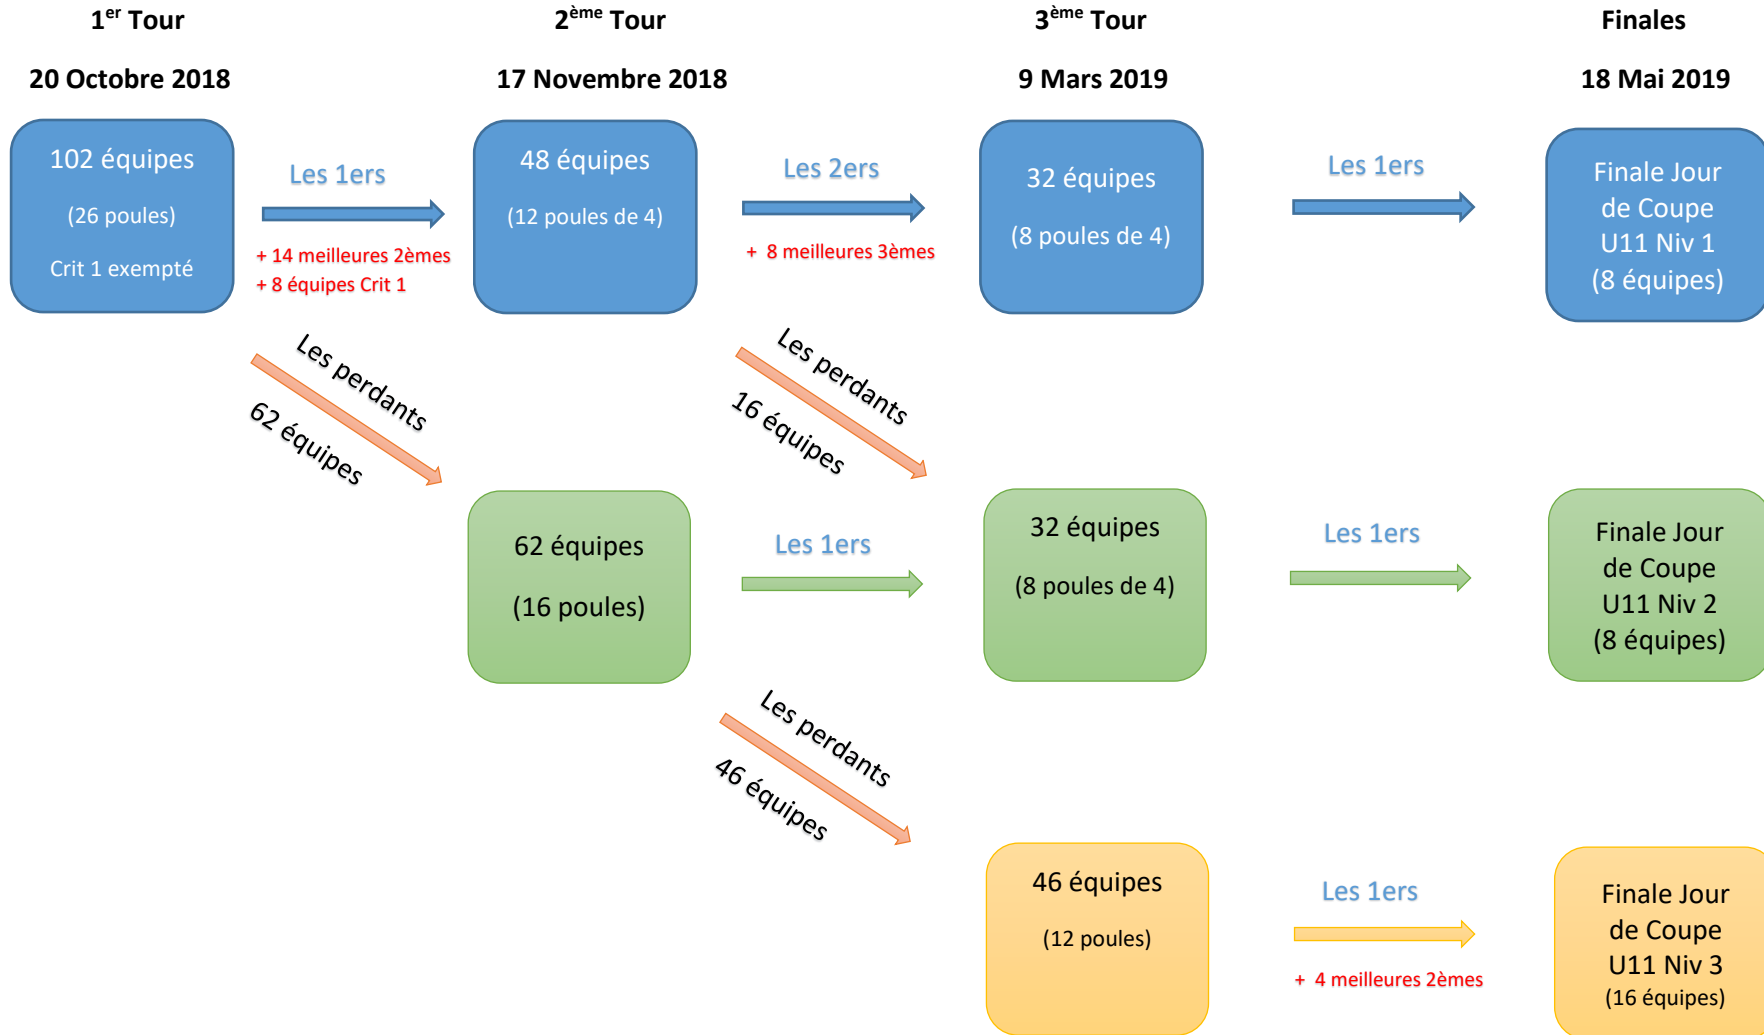 1er Tour
2ème Tour
3ème Tour
Finales
20 Octobre 2018
17 Novembre 2018
9 Mars 2019
18 Mai 2019
102 équipes
(26 poules)
Crit 1 exempté
Les 1ers
+ 14 meilleures 2èmes
+ 8 équipes Crit 1
48 équipes
(12 poules de 4)
Les 2ers
+ 8 meilleures 3èmes
32 équipes
(8 poules de 4)
Les 1ers
Finale Jour
de Coupe
U11 Niv 1
(8 équipes)
Les perdants
62 équipes
Les perdants
16 équipes
62 équipes
(16 poules)
Les 1ers
32 équipes
(8 poules de 4)
Les 1ers
Finale Jour
de Coupe
U11 Niv 2
(8 équipes)
Les perdants
46 équipes
46 équipes
(12 poules)
Les 1ers
+ 4 meilleures 2èmes
Finale Jour
de Coupe
U11 Niv 3
(16 équipes)